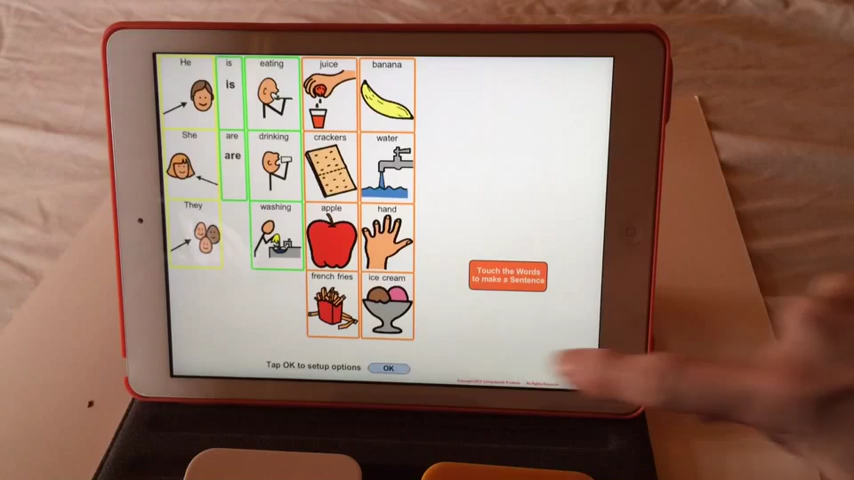 He is eating juice banana
is
She are drinking crackers water
are
They washing apple hand
french fries ice cream
Touch the Words
to make a Sentence
Tap OK to setup options OK